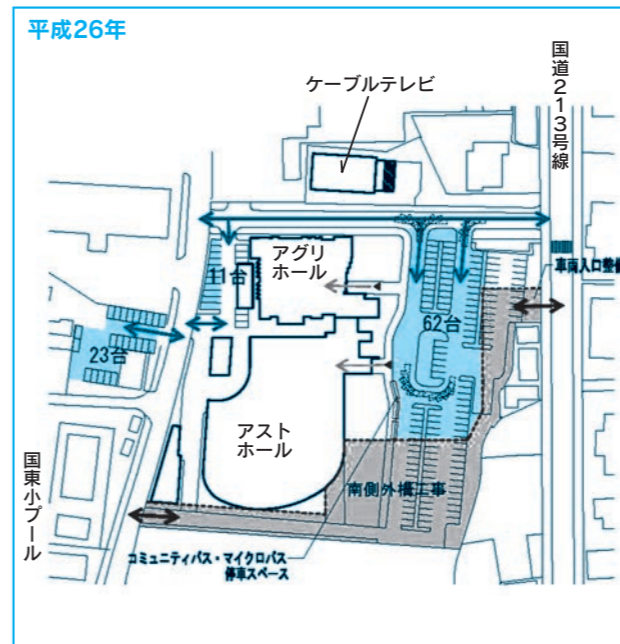 平成26年
国道213号線
ケーブルテレビ
アグリ
ホール
11台
車両入口整備
62台
23台
アスト
ホール
南側外構工事
国東小プール
コミュニティバス・マイクロバス
停車スペース